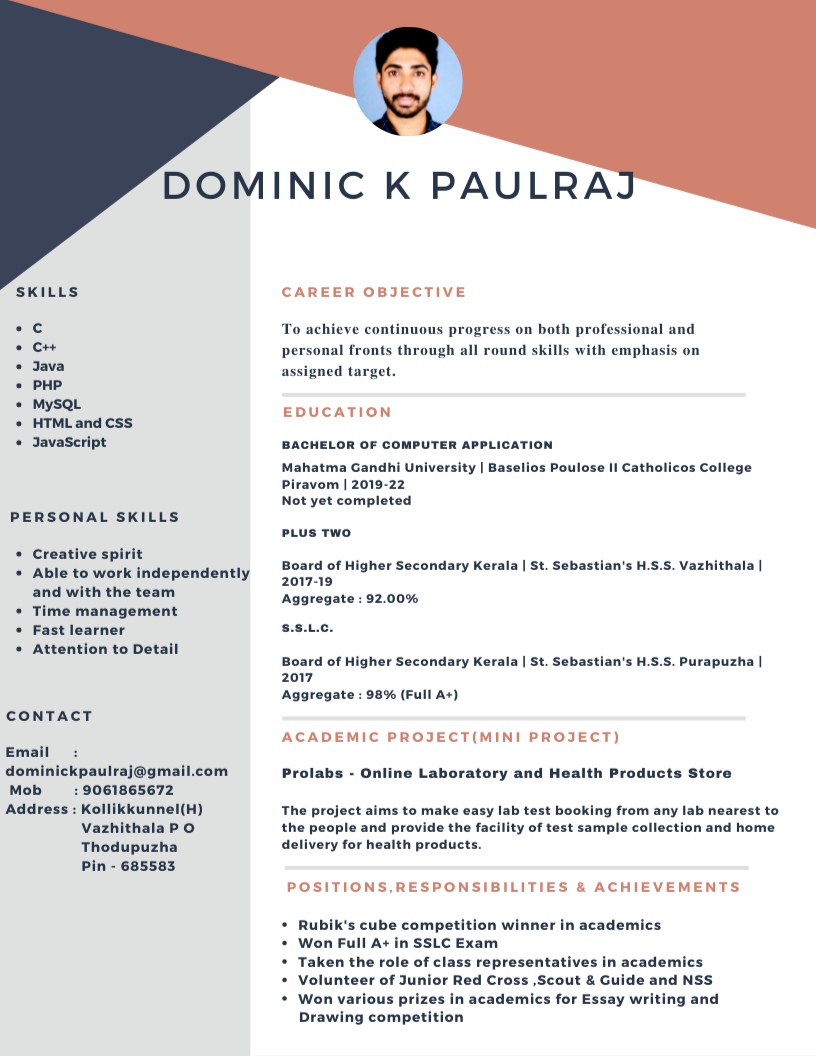 DOMINIC K PAULRAJ
SKILLS
• C
• C++
• Java
• PHP
• MySQL
• HTML and CSS
• JavaScript
PERSONAL SKILLS
• Creative spirit
• Able to work independently
and with the team
• Time management
• Fast learner
• Attention to Detail
CONTACT
Email :
dominickpaulraj@gmail.com
Mob : 9061865672
Address : Kollikkunnel(H)
Vazhithala P O
Thodupuzha
Pin - 685583
CAREER OBJECTIVE
To achieve continuous progress on both professional and
personal fronts through all round skills with emphasis on
assigned target.
EDUCATION
BACHELOR OF COMPUTER APPLICATION
Mahatma Gandhi University | Baselios Poulose II Catholicos College
Piravom | 2019-22
Not yet completed
PLUS TWO
Board of Higher Secondary Kerala | St. Sebastian's H.S.S. Vazhithala |
2017-19
Aggregate : 92.00%
S.S.L.C.
Board of Higher Secondary Kerala | St. Sebastian's H.S.S. Purapuzha |
2017
Aggregate : 98% (Full A+)
ACADEMIC PROJECT(MINI PROJECT)
Prolabs - Online Laboratory and Health Products Store
The project aims to make easy lab test booking from any lab nearest to
the people and provide the facility of test sample collection and home
delivery for health products.
POSITIONS,RESPONSIBILITIES & ACHIEVEMENTS
• Rubik's cube competition winner in academics
• Won Full A+ in SSLC Exam
• Taken the role of class representatives in academics
• Volunteer of Junior Red Cross ,Scout & Guide and NSS
• Won various prizes in academics for Essay writing and
Drawing competition